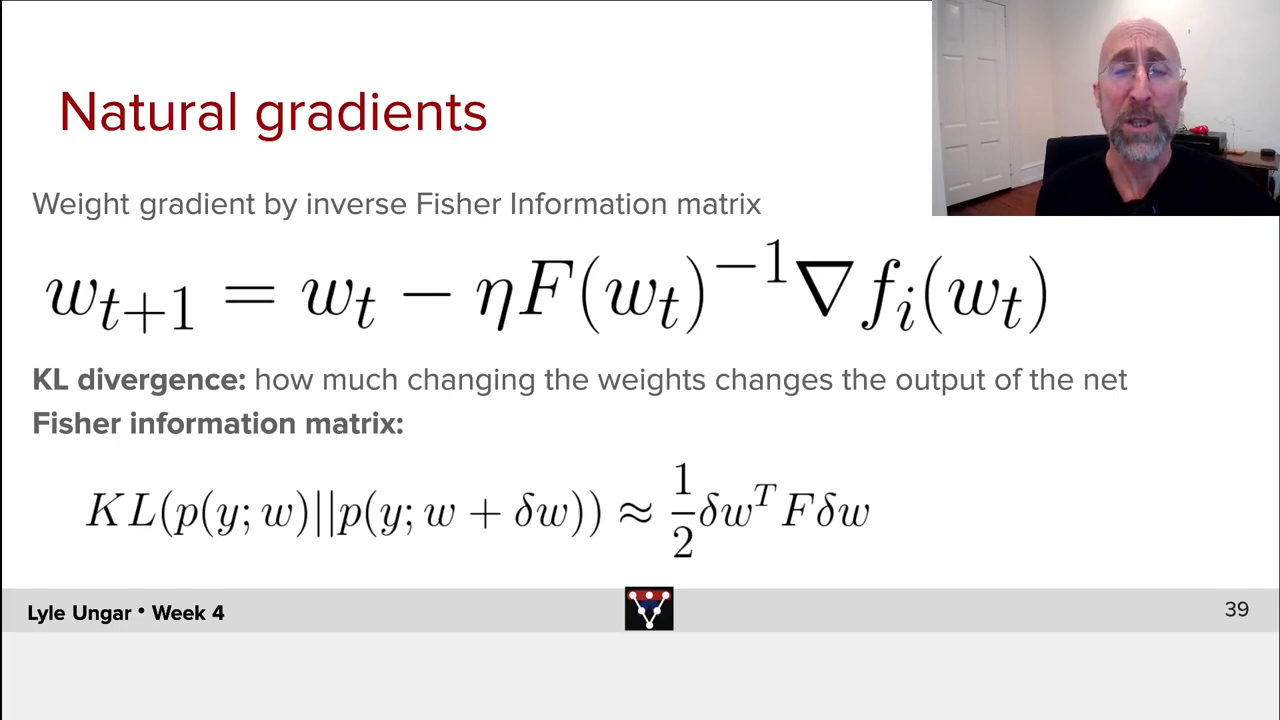 Natural gradients
Weight gradient by inverse Fisher Information matrix
w_{t+1} = w_t − ηF(w_t)^{−1}∇f_i(w_t)
KL divergence: how much changing the weights changes the output of the net
Fisher information matrix:
KL(p(y; w)||p(y; w + δw)) ≈ \frac{1}{2}δw^T Fδw
Lyle Ungar • Week 4
39